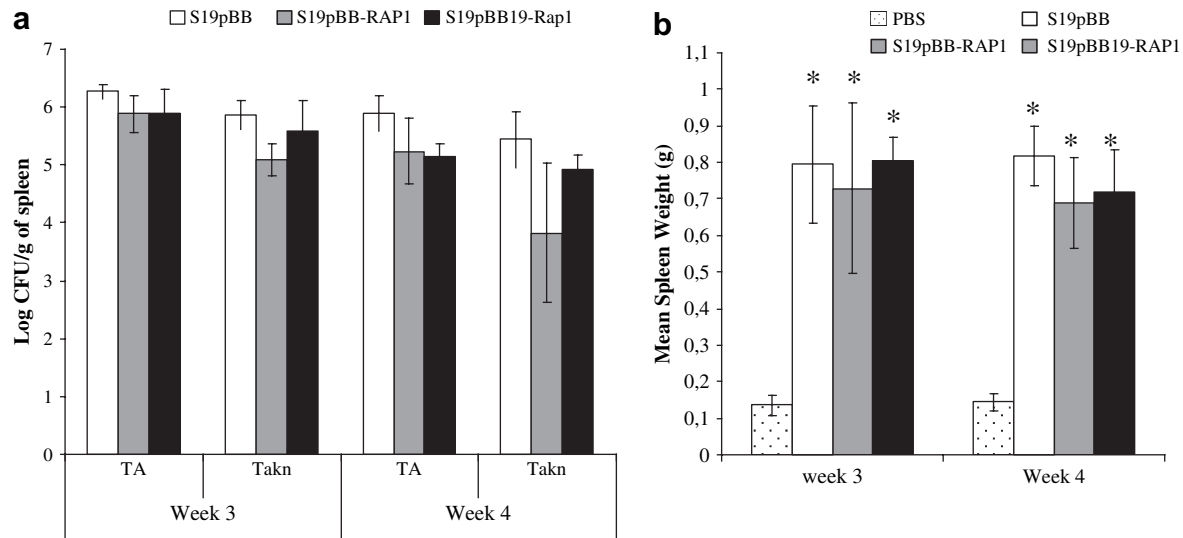 a
S19pBB S19pBB-RAP1 S19pBB19-Rap1
Log CFU/g of spleen
7
6
5
4
3
2
1
0
TA Takn TA Takn
Week 3 Week 4
b
PBS S19pBB
S19pBB-RAP1 S19pBB19-RAP1
Mean Spleen Weight (g)
1,1
1
0,9
0,8
0,7
0,6
0,5
0,4
0,3
0,2
0,1
0
* * * * * *
week 3 Week 4